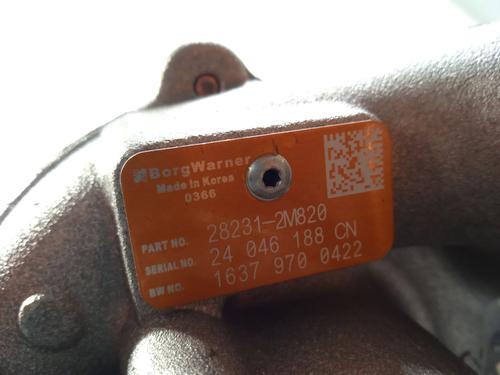 BorgWarner
Made in Korea
0366
PART NO. 28231-2M820
SERIAL NO. 24 046 188 CN
BW NO. 1637 970 0422